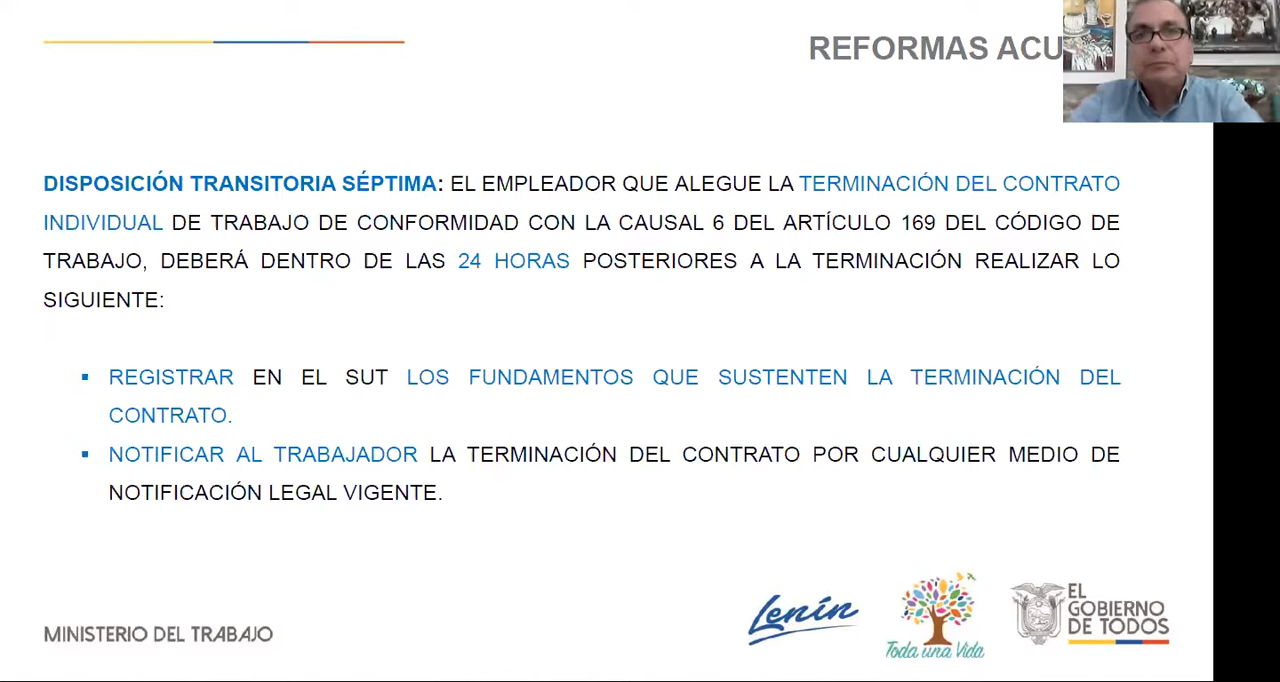 REFORMAS ACU
DISPOSICIÓN TRANSITORIA SÉPTIMA: EL EMPLEADOR QUE ALEGUE LA TERMINACIÓN DEL CONTRATO
INDIVIDUAL DE TRABAJO DE CONFORMIDAD CON LA CAUSAL 6 DEL ARTÍCULO 169 DEL CÓDIGO DE
TRABAJO, DEBERÁ DENTRO DE LAS 24 HORAS POSTERIORES A LA TERMINACIÓN REALIZAR LO
SIGUIENTE:
▪ REGISTRAR EN EL SUT LOS FUNDAMENTOS QUE SUSTENTEN LA TERMINACIÓN DEL
CONTRATO.
▪ NOTIFICAR AL TRABAJADOR LA TERMINACIÓN DEL CONTRATO POR CUALQUIER MEDIO DE
NOTIFICACIÓN LEGAL VIGENTE.
MINISTERIO DEL TRABAJO
Lenín
Toda una Vida
EL
GOBIERNO
DE TODOS